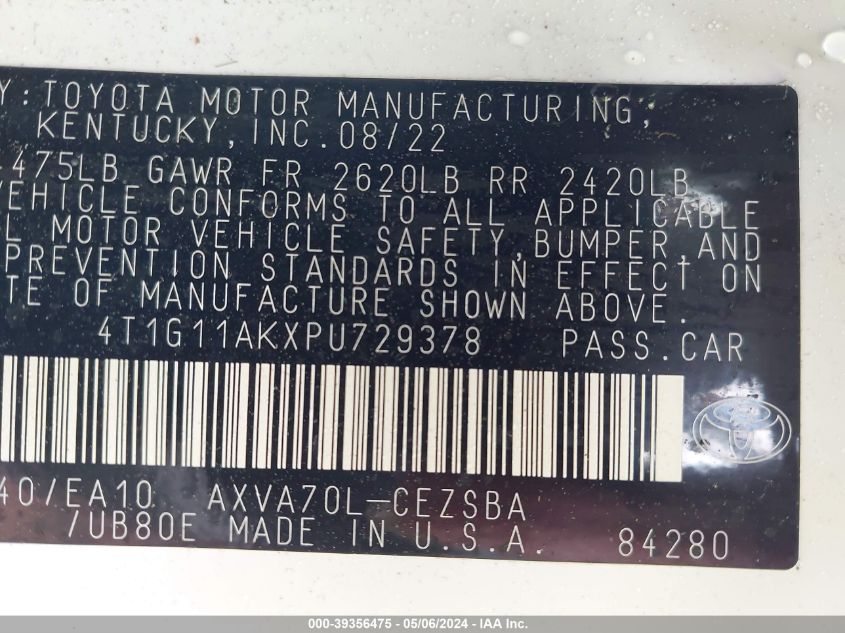 Y:TOYOTA MOTOR MANUFACTURING,
KENTUCKY,INC.08/22
475LB GAWR FR 2620LB RR 2420LB
VEHICLE CONFORMS TO ALL APPLICABLE
L MOTOR VEHICLE SAFETY,BUMPER,AND
PREVENTION STANDARDS IN EFFECT ON
TE OF MANUFACTURE SHOWN ABOVE.
4T1G11AKXPU729378 PASS.CAR
40/EA10 AXVA70L-CEZSBA
/UB80E MADE IN U.S.A. 84280
000-39356475 - 05/06/2024 - IAA Inc.